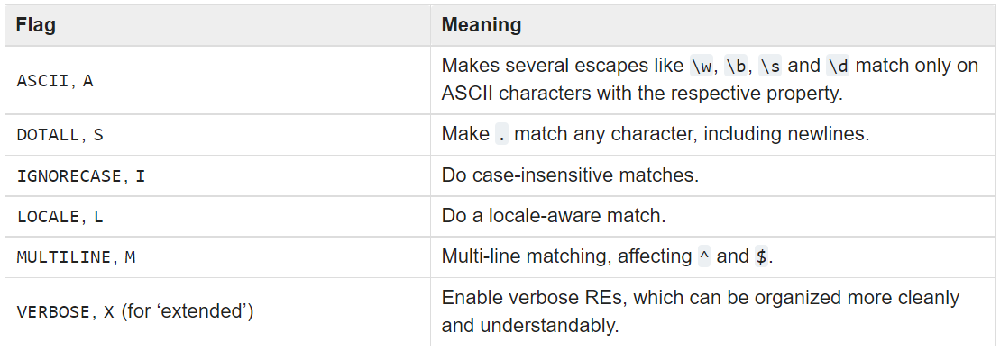 Flag Meaning
ASCII, A Makes several escapes like \w, \b, \s and \d match only on
ASCII characters with the respective property.
DOTALL, S Make . match any character, including newlines.
IGNORECASE, I Do case-insensitive matches.
LOCALE, L Do a locale-aware match.
MULTILINE, M Multi-line matching, affecting ^ and $.
VERBOSE, X (for ‘extended’) Enable verbose REs, which can be organized more cleanly
and understandably.